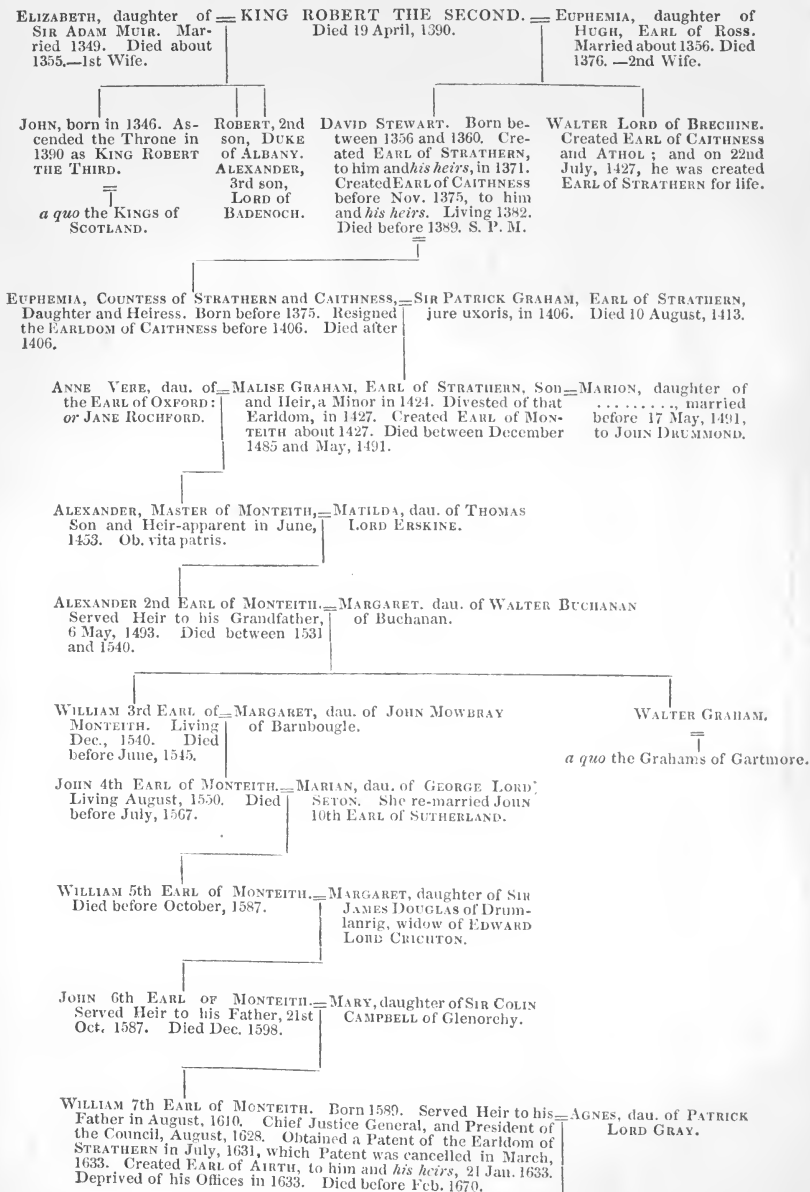 ELIZABETH, daughter of
SIR ADAM MUIR. Mar-
ried 1349. Died about
1355.—1st Wife.
= KING ROBERT THE SECOND. =
Died 19 April, 1390.
EUPHEMIA, daughter of
HUGH, EARL of ROSS.
Married about 1356. Died
1376. —2nd Wife.
JOHN, born in 1346. As-
cended the Throne in
1390 as KING ROBERT
THE THIRD.
=
a quo the KINGS of
SCOTLAND.
ROBERT, 2nd
son, DUKE
of ALBANY.
ALEXANDER,
3rd son,
LORD of
BADENOCH.
DAVID STEWART. Born be-
tween 1356 and 1360. Cre-
ated EARL of STRATHERN,
to him and his heirs, in 1371.
Created EARL of CAITHNESS
before Nov. 1375, to him
and his heirs. Living 1382.
Died before 1389. S. P. M.
=
WALTER LORD of BRECHINE.
Created EARL of CAITHNESS
and ATHOL ; and on 22nd
July, 1427, he was created
EARL of STRATHERN for life.
EUPHEMIA, COUNTESS of STRATHERN and CAITHNESS,=
Daughter and Heiress. Born before 1375. Resigned
the EARLDOM of CAITHNESS before 1406. Died after
1406.
SIR PATRICK GRAHAM, EARL of STRATHERN,
jure uxoris, in 1406. Died 10 August, 1413.
ANNE VERE, dau. of=
the EARL of OXFORD :
or JANE ROCHFORD.
MALISE GRAHAM, EARL of STRATHERN, Son=
and Heir, a Minor in 1424. Divested of that
Earldom, in 1427. Created EARL of MON-
TEITH about 1427. Died between December
1485 and May, 1491.
MARION, daughter of
. . . . . . . . ., married
before 17 May, 1491,
to JOHN DRUMMOND.
ALEXANDER, MASTER of MONTEITH,=
Son and Heir-apparent in June,
1453. Ob. vita patris.
MATILDA, dau. of THOMAS
LORD ERSKINE.
ALEXANDER 2nd EARL of MONTEITH.=
Served Heir to his Grandfather,
6 May, 1493. Died between 1531
and 1540.
MARGARET. dau. of WALTER BUCHANAN
of Buchanan.
WILLIAM 3rd EARL of=
MONTEITH. Living
Dec., 1540. Died
before June, 1545.
MARGARET, dau. of JOHN MOWBRAY
of Barnbougle.
WALTER GRAHAM.
=
a quo the Grahams of Gartmore.
JOHN 4th EARL of MONTEITH.=
Living August, 1550. Died
before July, 1567.
MARIAN, dau. of GEORGE LORD
SETON. She re-married JOHN
10th EARL of SUTHERLAND.
WILLIAM 5th EARL of MONTEITH.=
Died before October, 1587.
MARGARET, daughter of SIR
JAMES DOUGLAS of Drum-
lanrig, widow of EDWARD
LORD CRICHTON.
JOHN 6th EARL OF MONTEITH.=
Served Heir to his Father, 21st
Oct. 1587. Died Dec. 1598.
MARY, daughter of SIR COLIN
CAMPBELL of Glenorchy.
WILLIAM 7th EARL of MONTEITH. Born 1589. Served Heir to his=
Father in August, 1610. Chief Justice General, and President of
the Council, August, 1628. Obtained a Patent of the Earldom of
STRATHERN in July, 1631, which Patent was cancelled in March,
1633. Created EARL of AIRTH, to him and his heirs, 21 Jan. 1633.
Deprived of his Offices in 1633. Died before Feb. 1670.
AGNES, dau. of PATRICK
LORD GRAY.